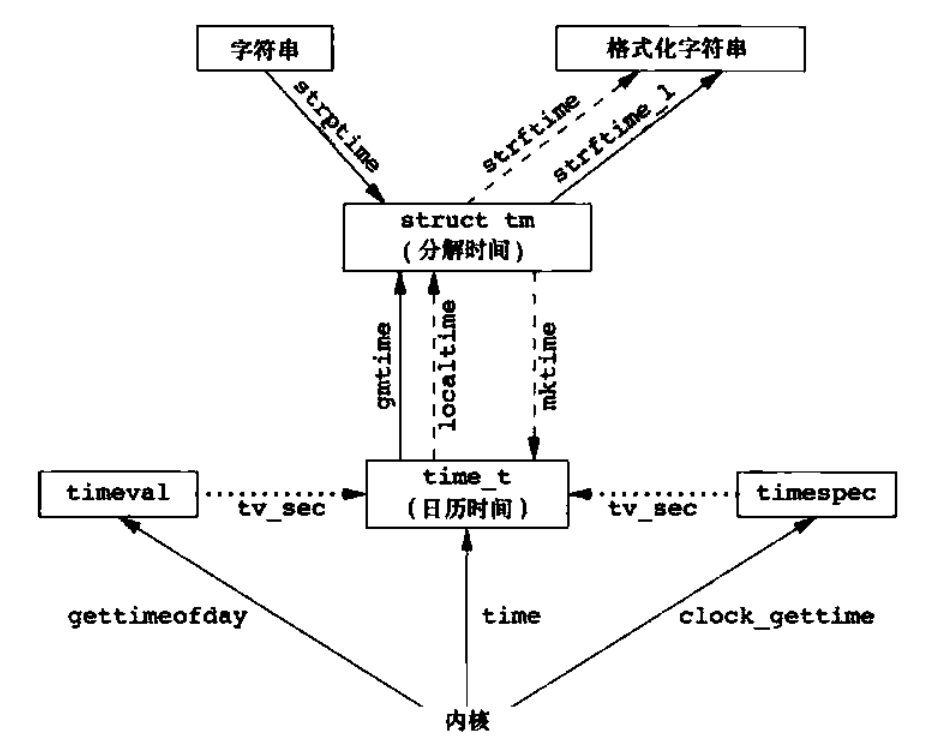 字符串
格式化字符串
strptime
strftime
strftime_l
struct tm
(分解时间)
gmtime
localtime
mktime
timeval
tv_sec
time_t
(日历时间)
tv_sec
timespec
gettimeofday
time
clock_gettime
内核